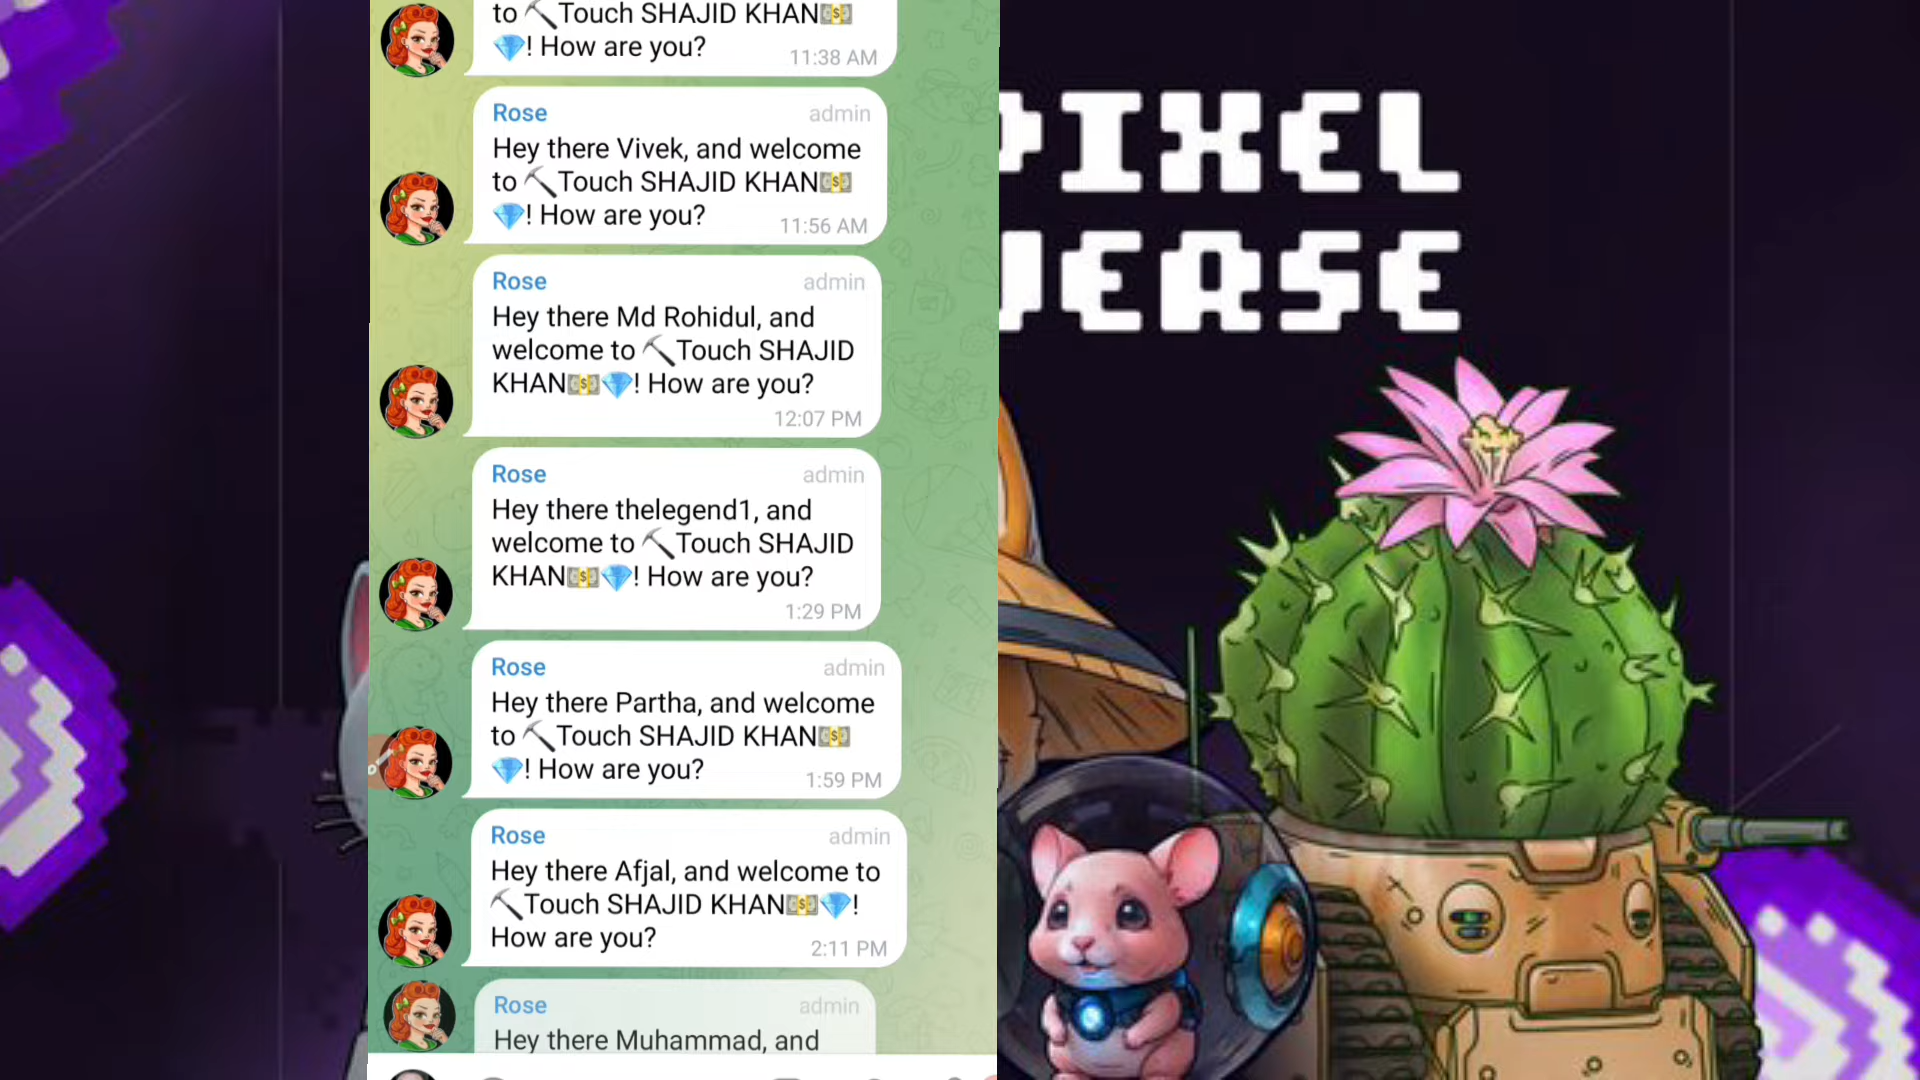 to ⛏Touch SHAJID KHAN💵
💎! How are you?
11:38 AM
Rose admin
Hey there Vivek, and welcome
to ⛏Touch SHAJID KHAN💵
💎! How are you?
11:56 AM
Rose admin
Hey there Md Rohidul, and
welcome to ⛏Touch SHAJID
KHAN💵💎! How are you?
12:07 PM
Rose admin
Hey there thelegend1, and
welcome to ⛏Touch SHAJID
KHAN💵💎! How are you?
1:29 PM
Rose admin
Hey there Partha, and welcome
to ⛏Touch SHAJID KHAN💵
💎! How are you?
1:59 PM
Rose admin
Hey there Afjal, and welcome to
⛏Touch SHAJID KHAN💵💎!
How are you?
2:11 PM
Rose admin
Hey there Muhammad, and
PIXEL
VERSE